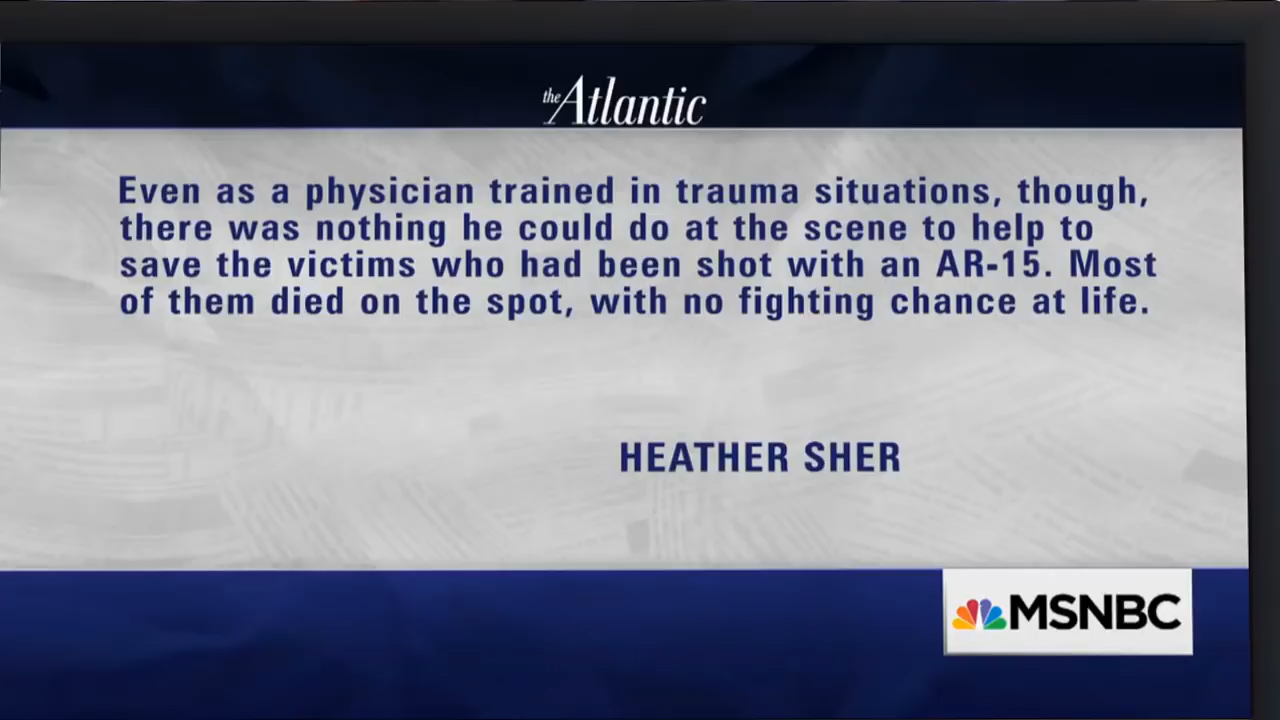 the Atlantic
Even as a physician trained in trauma situations, though,
there was nothing he could do at the scene to help to
save the victims who had been shot with an AR-15. Most
of them died on the spot, with no fighting chance at life.
HEATHER SHER
MSNBC